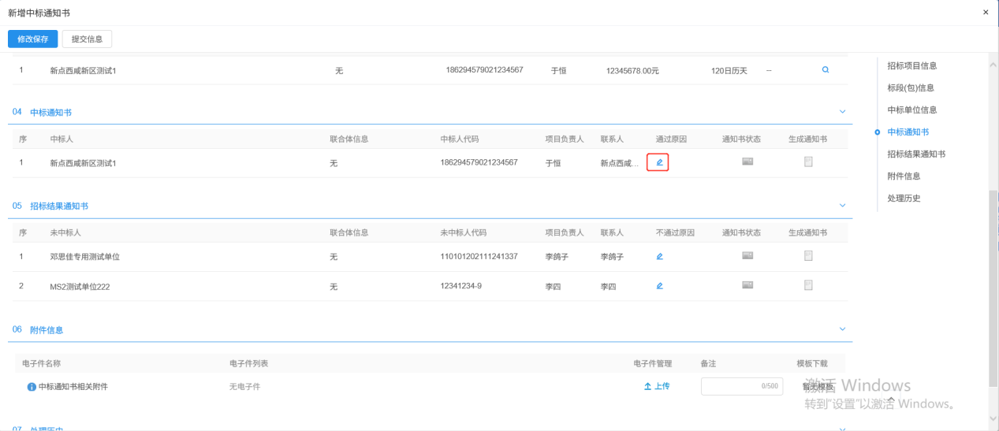 新增中标通知书
×
修改保存 提交信息
1 新点西咸新区测试1 无 186294579021234567 于恒 12345678.00元 120日历天 --
招标项目信息
标段(包)信息
中标单位信息
中标通知书
招标结果通知书
附件信息
处理历史
04 中标通知书
序 中标人 联合体信息 中标人代码 项目负责人 联系人 通过原因 通知书状态 生成通知书
1 新点西咸新区测试1 无 186294579021234567 于恒 新点西咸...
05 招标结果通知书
序 未中标人 联合体信息 未中标人代码 项目负责人 联系人 不通过原因 通知书状态 生成通知书
1 邓思佳专用测试单位 无 110101202111241337 李鸽子 李鸽子
2 MS2测试单位222 无 12341234-9 李四 李四
06 附件信息
电子件名称 电子件列表 电子件管理 备注 模板下载
中标通知书相关附件 无电子件 上传 0/500 暂无模板
激活 Windows
转到"设置"以激活 Windows。
07 处理历史